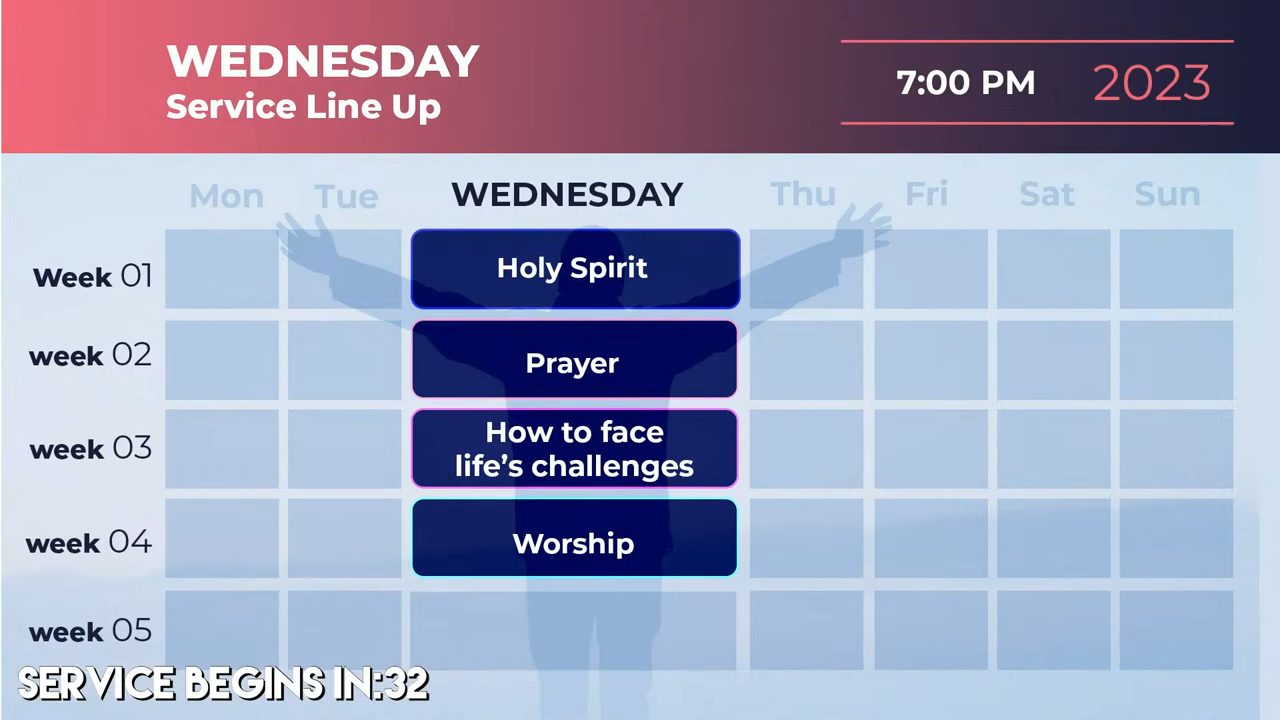 WEDNESDAY
Service Line Up
7:00 PM 2023
Mon Tue WEDNESDAY Thu Fri Sat Sun
Week 01
Holy Spirit
week 02
Prayer
week 03
How to face
life's challenges
week 04
Worship
week 05
SERVICE BEGINS IN:32